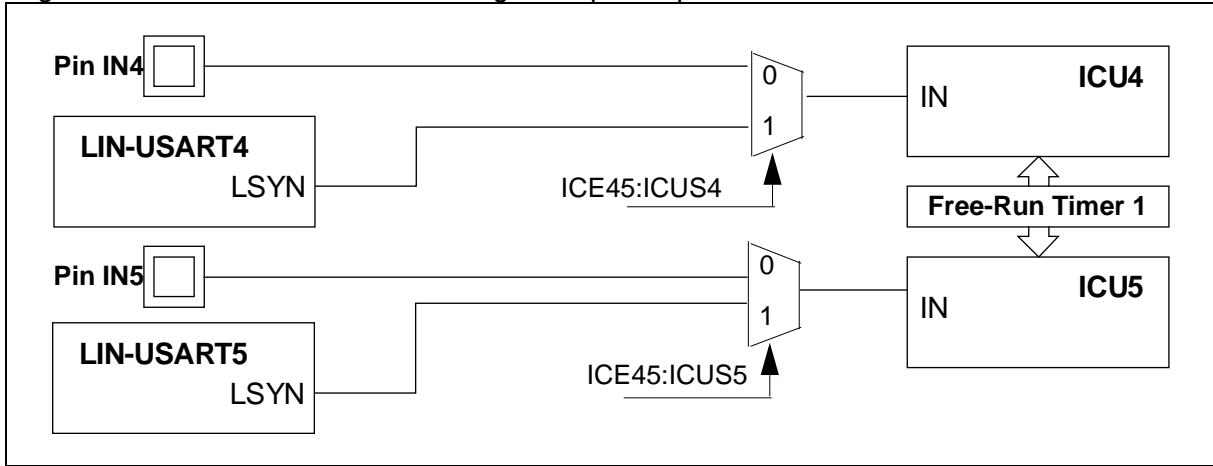 Pin IN4
0
ICU4
IN
1
LIN-USART4
LSYN
ICE45:ICUS4
Free-Run Timer 1
Pin IN5
0
ICU5
IN
1
LIN-USART5
ICE45:ICUS5
LSYN